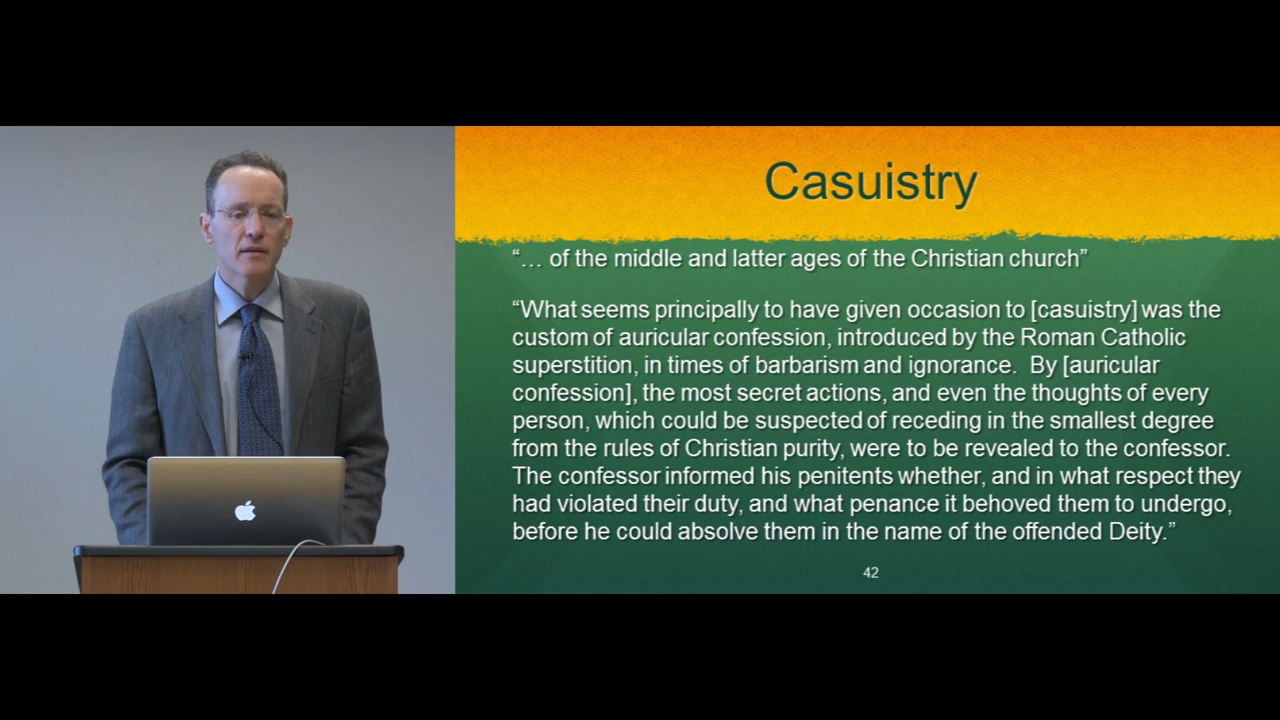 Casuistry
“… of the middle and latter ages of the Christian church”
“What seems principally to have given occasion to [casuistry] was the
custom of auricular confession, introduced by the Roman Catholic
superstition, in times of barbarism and ignorance.  By [auricular
confession], the most secret actions, and even the thoughts of every
person, which could be suspected of receding in the smallest degree
from the rules of Christian purity, were to be revealed to the confessor.
The confessor informed his penitents whether, and in what respect they
had violated their duty, and what penance it behoved them to undergo,
before he could absolve them in the name of the offended Deity.”
42